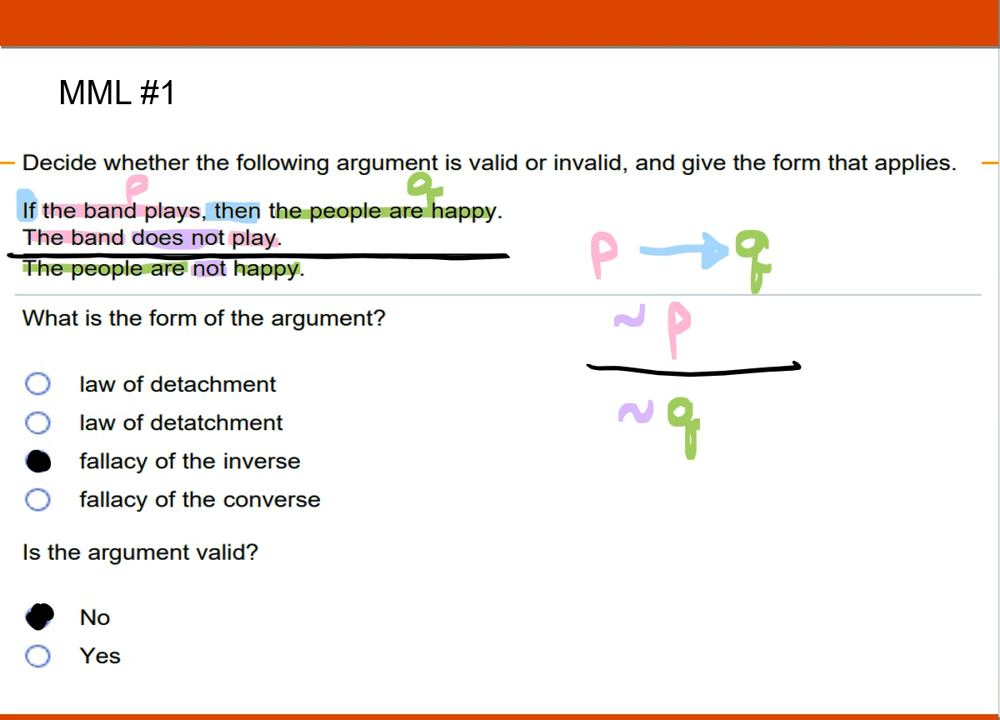 MML #1
Decide whether the following argument is valid or invalid, and give the form that applies.
p q
If the band plays, then the people are happy.
The band does not play.
The people are not happy.
p → q
~ p
~ q
What is the form of the argument?
law of detachment
law of detatchment
fallacy of the inverse
fallacy of the converse
Is the argument valid?
No
Yes